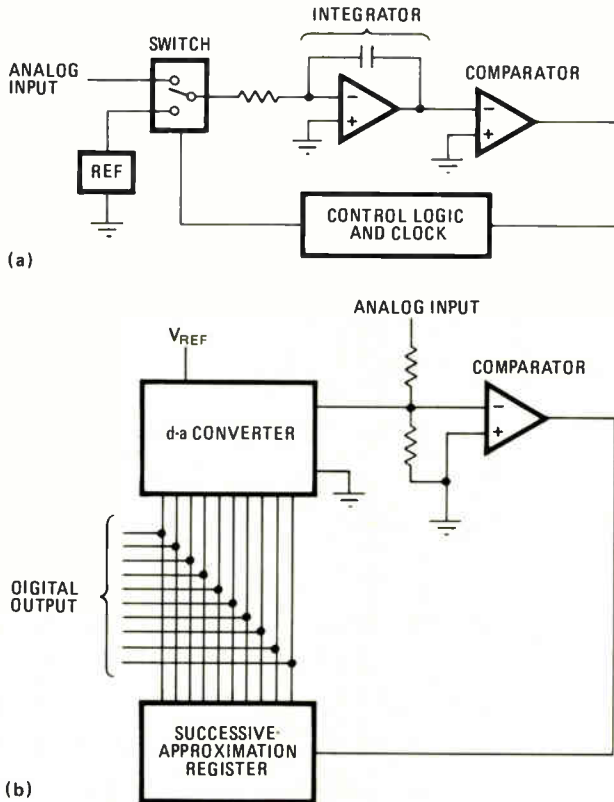 INTEGRATOR
SWITCH
ANALOG
INPUT
COMPARATOR
−
+
REF
CONTROL LOGIC
AND CLOCK
(a)
ANALOG INPUT
VREF
COMPARATOR
d-a CONVERTER
−
+
OIGITAL
OUTPUT
SUCCESSIVE-
APPROXIMATION
REGISTER
(b)